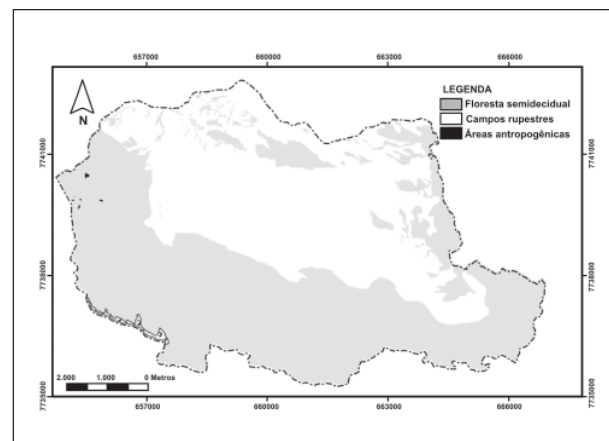 657000 660000 663000 666000
LEGENDA
Floresta semidecidual
Campos rupestres
Áreas antropogênicas
N
7741000 7741000
7738000 7738000
7735000 7735000
2.000 1.000 0 Metros
657000 660000 663000 666000